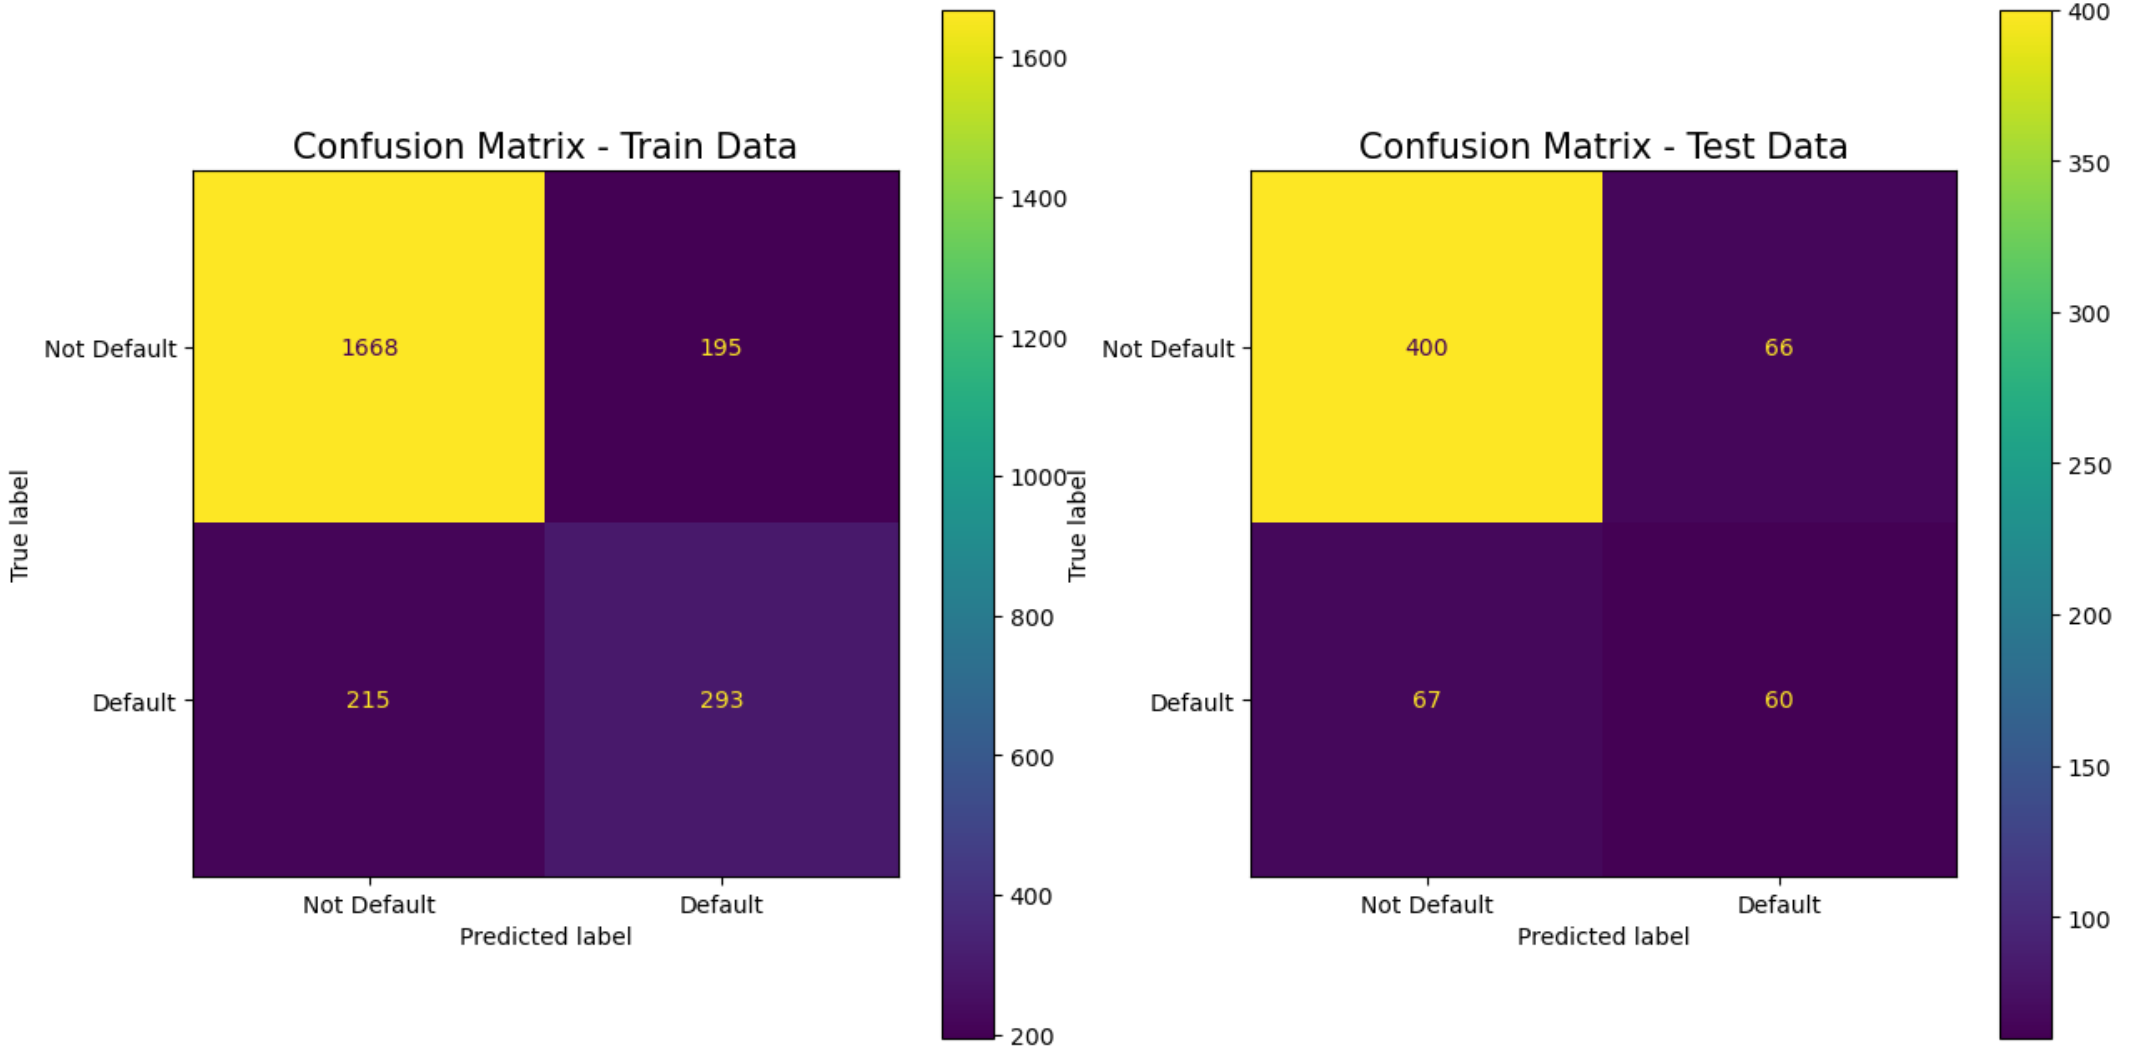 Confusion Matrix - Train Data
True label
Not Default
Default
1668
195
215
293
Not Default
Default
Predicted label
1600
1400
1200
1000
800
600
400
200
Confusion Matrix - Test Data
True label
Not Default
Default
400
66
67
60
Not Default
Default
Predicted label
400
350
300
250
200
150
100